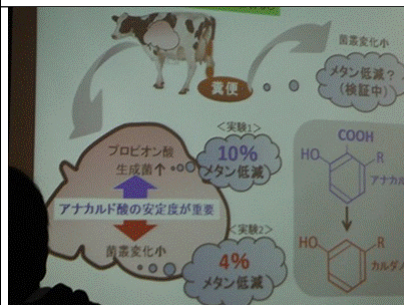 菌叢変化小
メタン低減?
(検証中)
糞便
<実験1>
プロピオン酸
生成菌↑
10%
メタン低減
アナカルド酸の安定度が重要
菌叢変化小
<実験2>
4%
メタン低減
COOH
HO
R
アナカル
HO
R
カルダノ